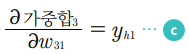 ∂가중합₃ / ∂w₃₁ = y_h1 ··· c